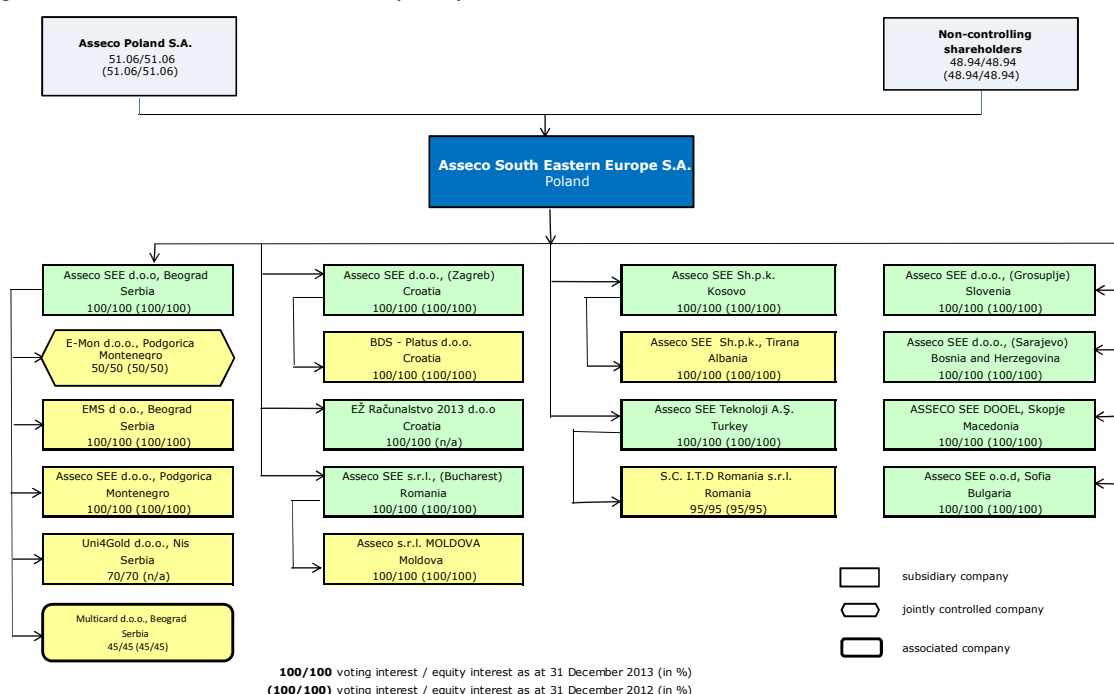 Asseco Poland S.A.
51.06/51.06
(51.06/51.06)
Non-controlling
shareholders
48.94/48.94
(48.94/48.94)
Asseco South Eastern Europe S.A.
Poland
Asseco SEE d.o.o, Beograd
Serbia
100/100 (100/100)
E-Mon d.o.o., Podgorica
Montenegro
50/50 (50/50)
EMS d o.o., Beograd
Serbia
100/100 (100/100)
Asseco SEE d.o.o., Podgorica
Montenegro
100/100 (100/100)
Uni4Gold d.o.o., Nis
Serbia
70/70 (n/a)
Multicard d.o.o., Beograd
Serbia
45/45 (45/45)
Asseco SEE d.o.o., (Zagreb)
Croatia
100/100 (100/100)
BDS - Platus d.o.o.
Croatia
100/100 (100/100)
EŽ Računalstvo 2013 d.o.o
Croatia
100/100 (n/a)
Asseco SEE s.r.l., (Bucharest)
Romania
100/100 (100/100)
Asseco s.r.l. MOLDOVA
Moldova
100/100 (100/100)
Asseco SEE Sh.p.k.
Kosovo
100/100 (100/100)
Asseco SEE Sh.p.k., Tirana
Albania
100/100 (100/100)
Asseco SEE Teknoloji A.Ş.
Turkey
100/100 (100/100)
S.C. I.T.D Romania s.r.l.
Romania
95/95 (95/95)
Asseco SEE d.o.o., (Grosuplje)
Slovenia
100/100 (100/100)
Asseco SEE d.o.o., (Sarajevo)
Bosnia and Herzegovina
100/100 (100/100)
ASSECO SEE DOOEL, Skopje
Macedonia
100/100 (100/100)
Asseco SEE o.o.d, Sofia
Bulgaria
100/100 (100/100)
subsidiary company
jointly controlled company
associated company
100/100 voting interest / equity interest as at 31 December 2013 (in %)
(100/100) voting interest / equity interest as at 31 December 2012 (in %)